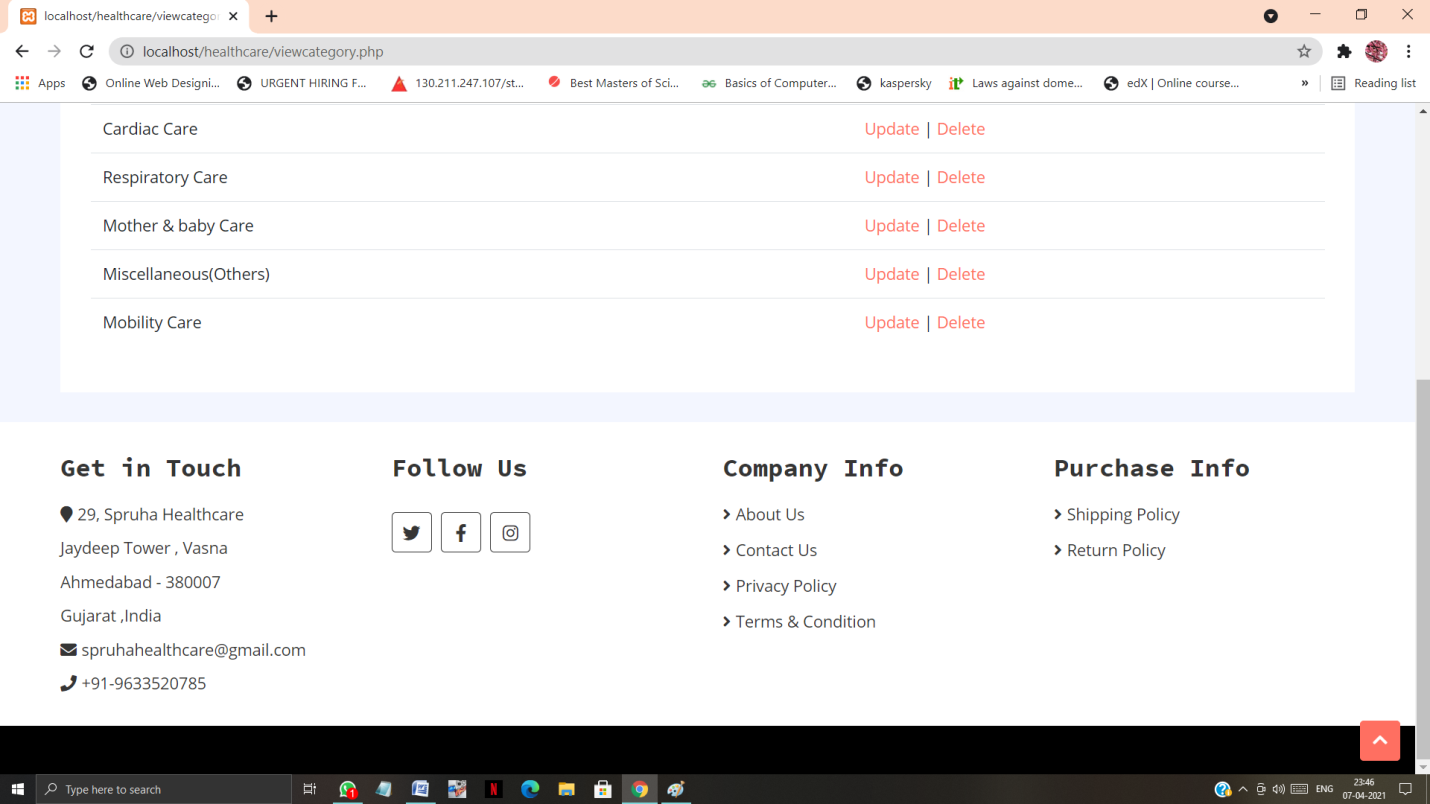 localhost/healthcare/viewcatego
localhost/healthcare/viewcategory.php
Apps
Online Web Designi...
URGENT HIRING F...
130.211.247.107/st...
Best Masters of Sci...
Basics of Computer...
kaspersky
Laws against dome...
edX | Online course...
»
Reading list
Cardiac Care Update | Delete
Respiratory Care Update | Delete
Mother & baby Care Update | Delete
Miscellaneous(Others) Update | Delete
Mobility Care Update | Delete
Get in Touch
29, Spruha Healthcare
Jaydeep Tower , Vasna
Ahmedabad - 380007
Gujarat ,India
spruhahealthcare@gmail.com
+91-9633520785
Follow Us
Company Info
About Us
Contact Us
Privacy Policy
Terms & Condition
Purchase Info
Shipping Policy
Return Policy
Type here to search
1
ENG
23:46
07-04-2021